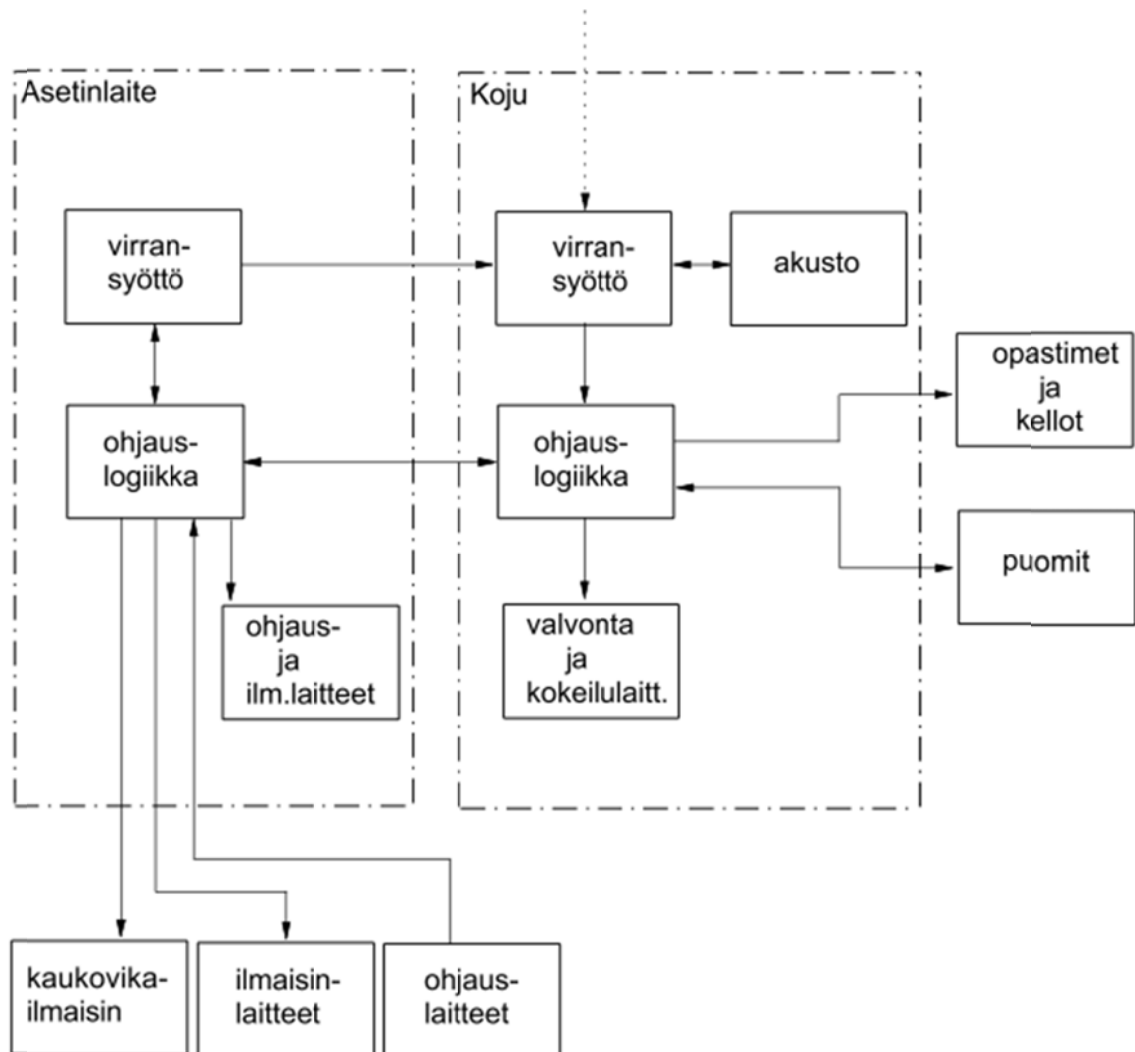 Asetinlaite
Koju
virran-
syöttö
virran-
syöttö
akusto
opastimet
ja
kellot
ohjaus-
logiikka
ohjaus-
logiikka
puomit
ohjaus-
ja
ilm.laitteet
valvonta
ja
kokeilulaitt.
kaukovika-
ilmaisin
ilmaisin-
laitteet
ohjaus-
laitteet